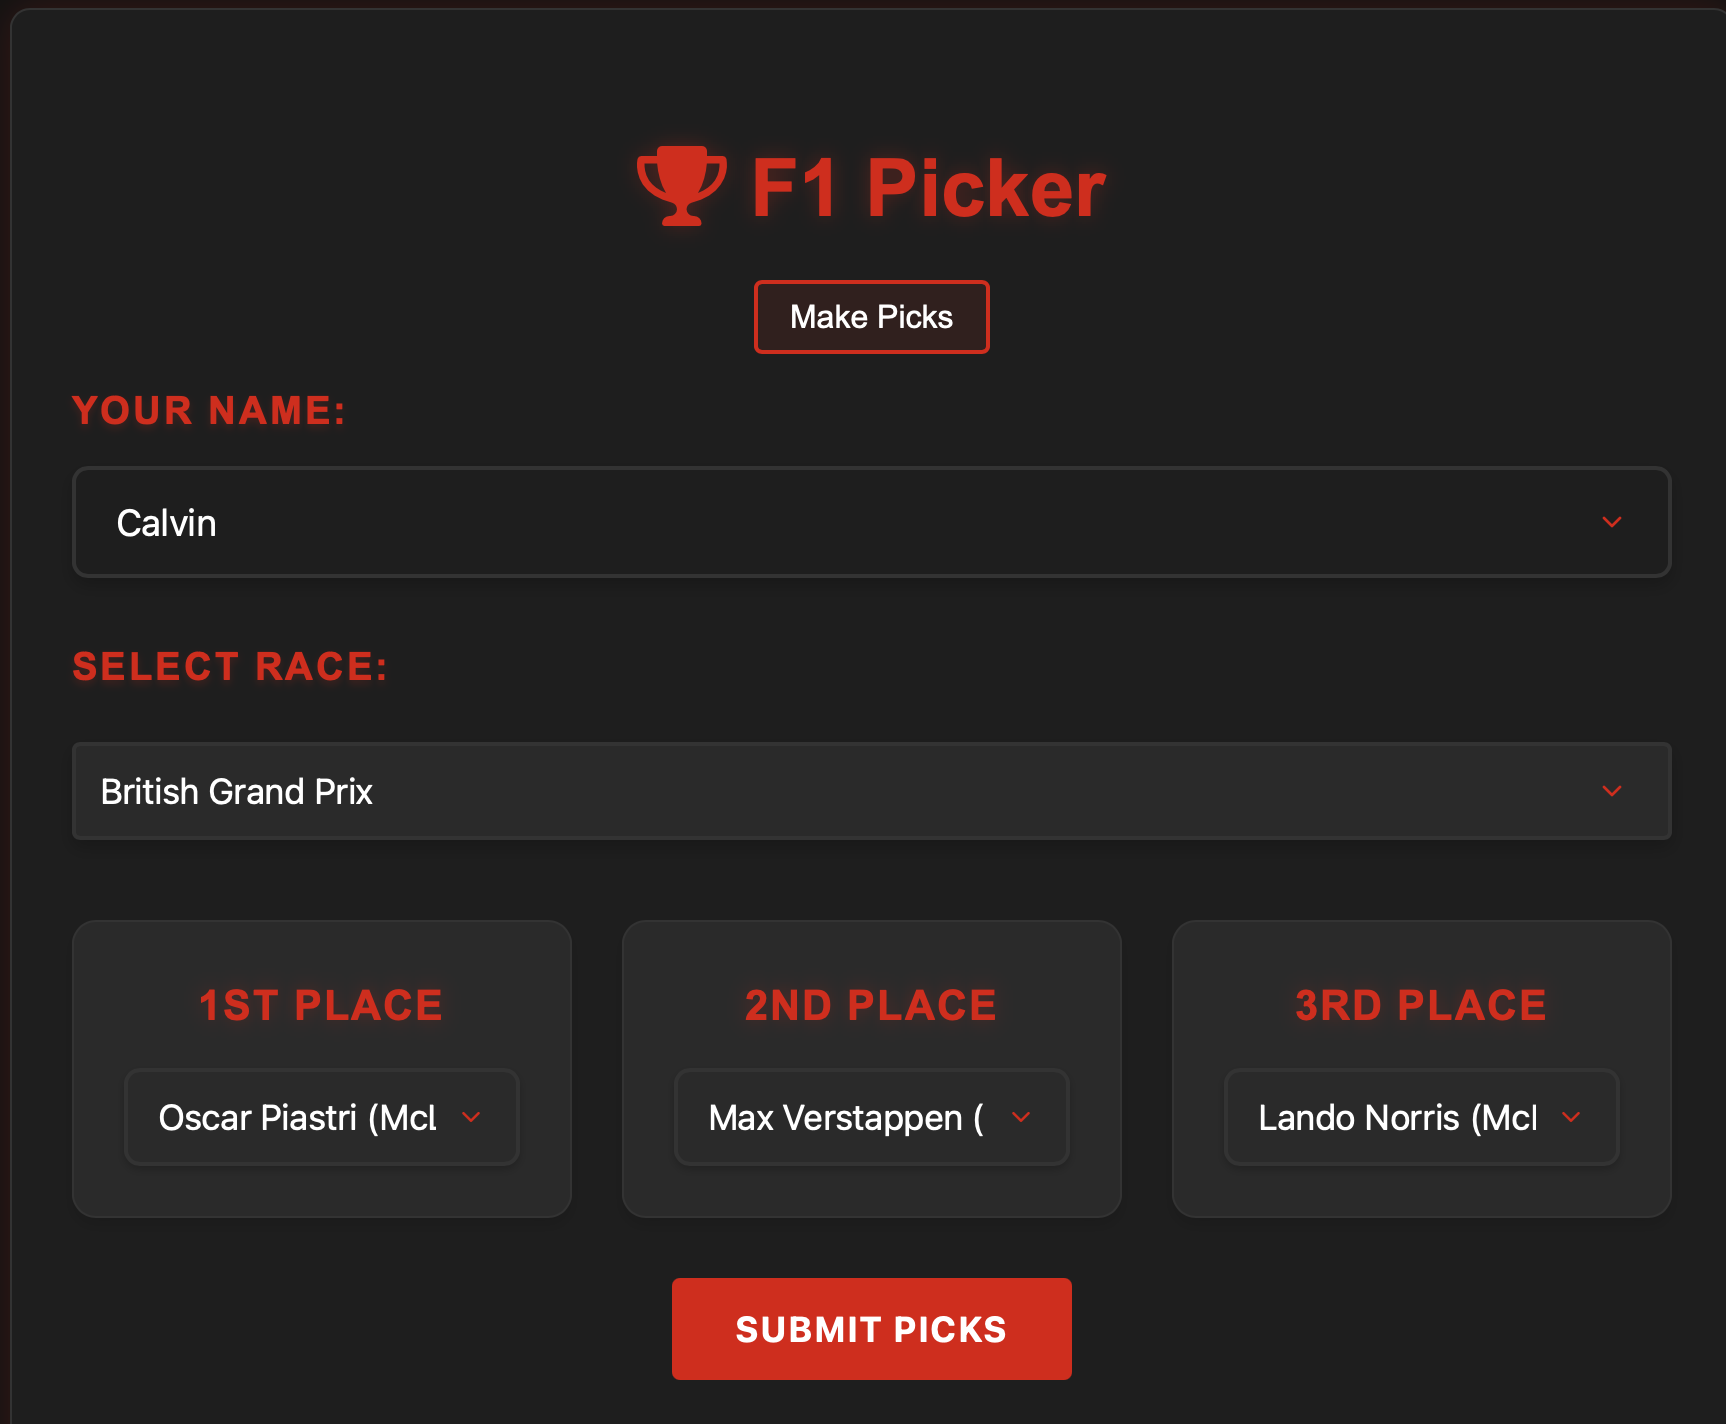 F1 Picker
Make Picks
YOUR NAME:
Calvin
SELECT RACE:
British Grand Prix
1ST PLACE
2ND PLACE
3RD PLACE
Oscar Piastri (McL
Max Verstappen (
Lando Norris (McL
SUBMIT PICKS